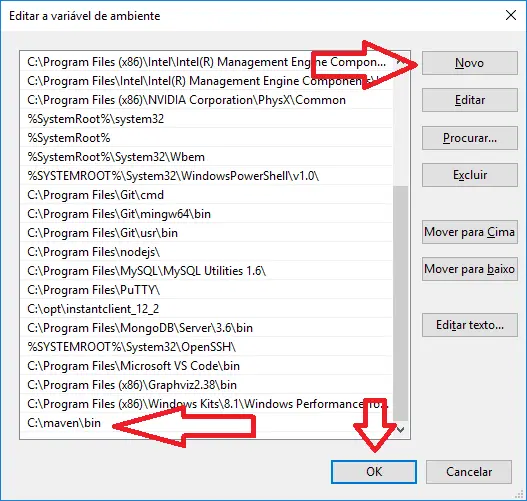 Editar a variável de ambiente
C:\Program Files (x86)\Intel\Intel(R) Management Engine Compon...
Novo
C:\Program Files (x86)\Intel\Intel(R) Management Engine Components\
Editar
C:\Program Files (x86)\NVIDIA Corporation\PhysX\Common
%SystemRoot%\system32
Procurar...
%SystemRoot%
%SystemRoot%\System32\Wbem
Excluir
%SYSTEMROOT%\System32\WindowsPowerShell\v1.0\
C:\Program Files\Git\cmd
C:\Program Files\Git\mingw64\bin
Mover para Cima
C:\Program Files\Git\usr\bin
C:\Program Files\nodejs\
Mover para baixo
C:\Program Files\MySQL\MySQL Utilities 1.6\
C:\Program Files\PuTTY\
C:\opt\instantclient_12_2
C:\Program Files\MongoDB\Server\3.6\bin
Editar texto...
%SYSTEMROOT%\System32\OpenSSH\
C:\Program Files\Microsoft VS Code\bin
C:\Program Files (x86)\Graphviz2.38\bin
C:\Program Files (x86)\Windows Kits\8.1\Windows Performance To...
C:\maven\bin
OK
Cancelar